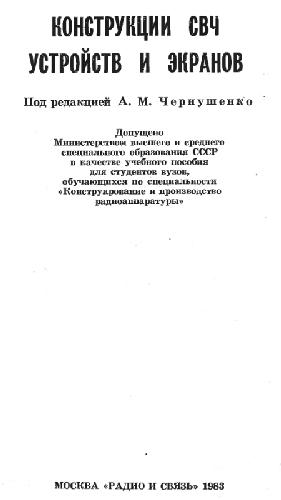 КОНСТРУКЦИИ СВЧ
УСТРОЙСТВ И ЭКРАНОВ
Под редакцией А. М. Чернушенко
Допущено
Министерством высшего и среднего
специального образования СССР
в качестве учебного пособия
для студентов вузов,
обучающихся по специальности
«Конструирование и производство
радиоаппаратуры»
МОСКВА «РАДИО И СВЯЗЬ» 1983